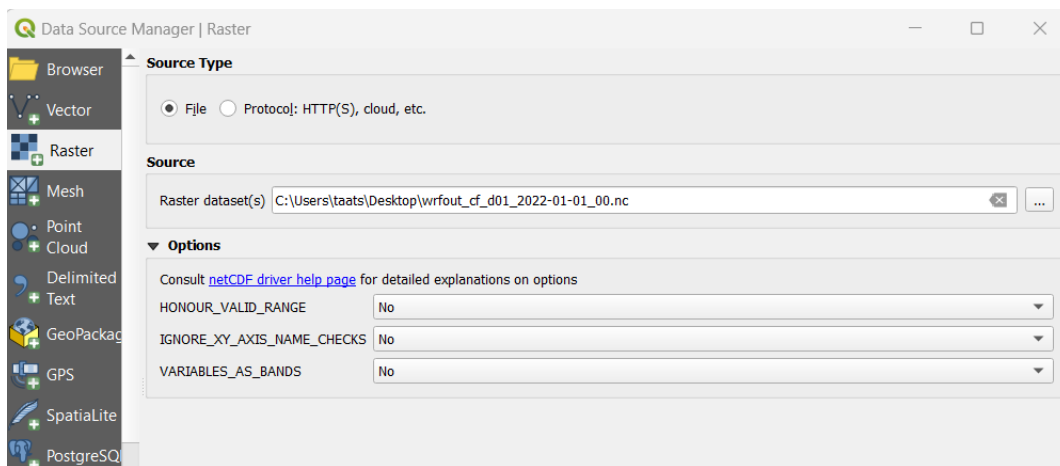 Data Source Manager | Raster
Browser
Vector
Raster
Mesh
Point
Cloud
Delimited
Text
GeoPackag
GPS
SpatiaLite
PostgreSQL
Source Type
File Protocol: HTTP(S), cloud, etc.
Source
Raster dataset(s) C:\Users\taats\Desktop\wrfout_cf_d01_2022-01-01_00.nc ...
Options
Consult netCDF driver help page for detailed explanations on options
HONOUR_VALID_RANGE No
IGNORE_XY_AXIS_NAME_CHECKS No
VARIABLES_AS_BANDS No